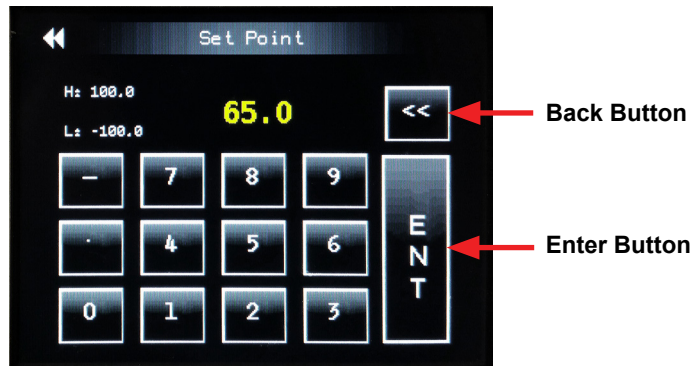 Set Point
H: 100.0
65.0
<<
Back Button
L: -100.0
– 7 8 9
. 4 5 6
ENT
Enter Button
0 1 2 3